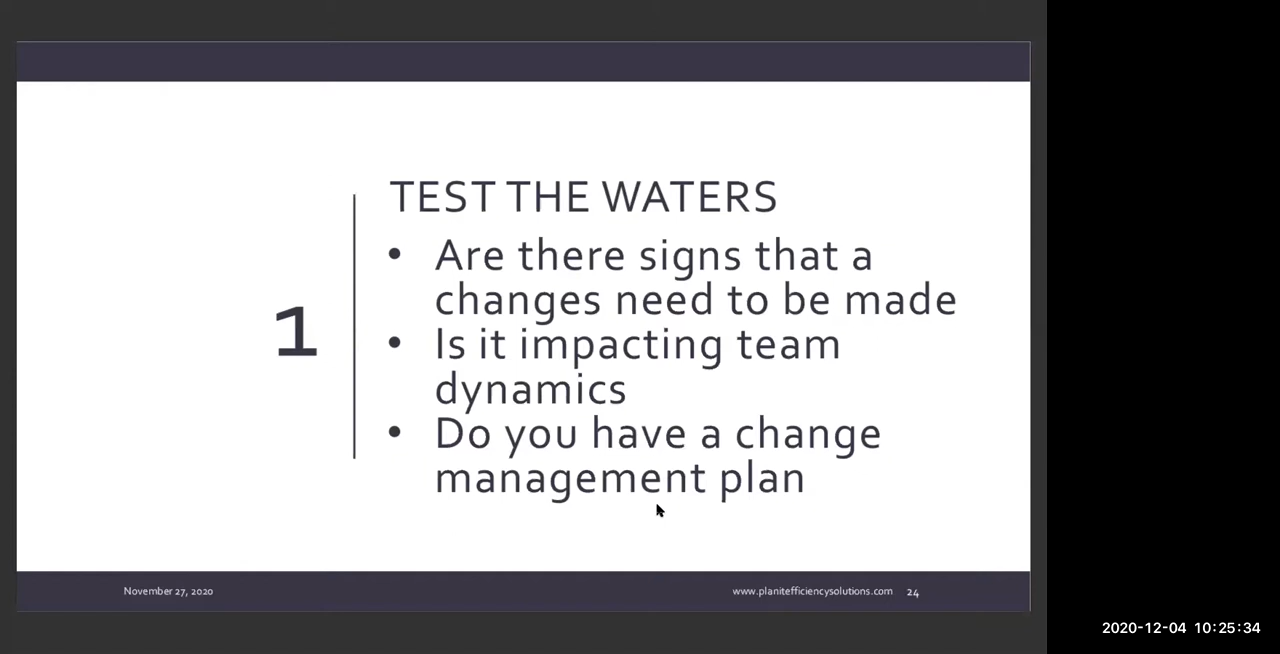 TEST THE WATERS
• Are there signs that a
changes need to be made
1
• Is it impacting team
dynamics
• Do you have a change
management plan
November 27, 2020
www.planitefficiencysolutions.com 24
2020-12-04 10:25:34